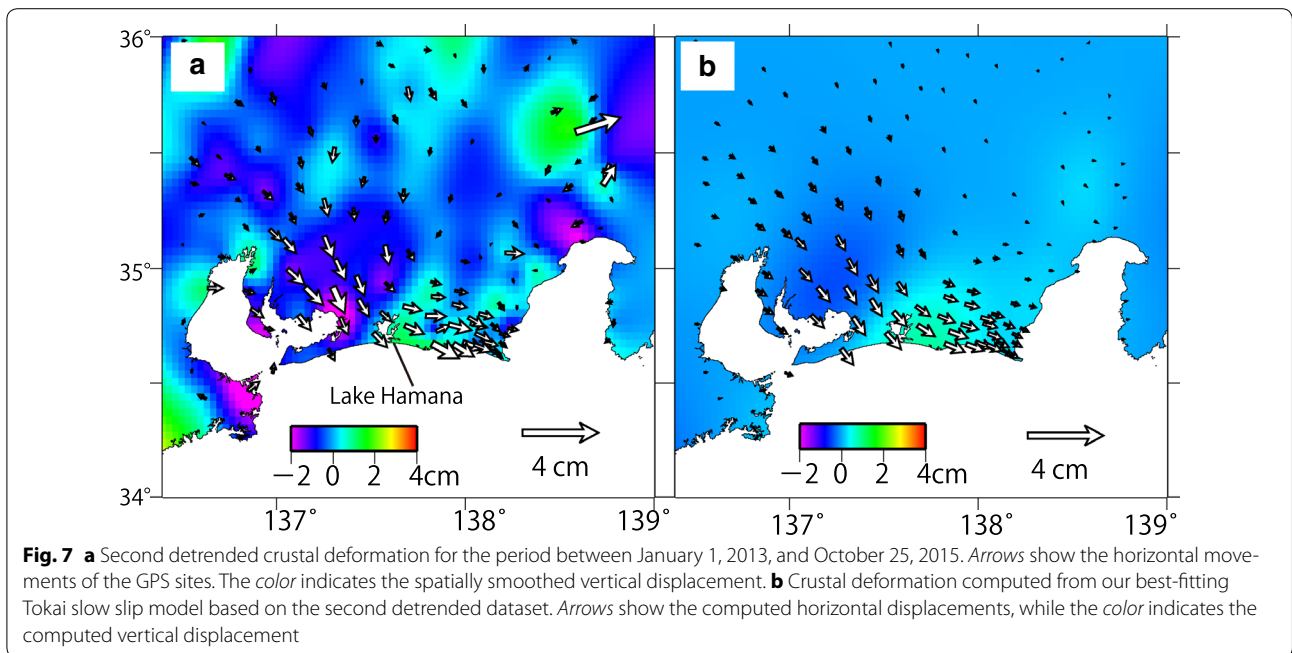 36°
a
b
35°
Lake Hamana
−2 0 2 4cm
4 cm
−2 0 2 4cm
4 cm
34°
137° 138° 139°
137° 138° 139°
Fig. 7 a Second detrended crustal deformation for the period between January 1, 2013, and October 25, 2015. Arrows show the horizontal move-
ments of the GPS sites. The color indicates the spatially smoothed vertical displacement. b Crustal deformation computed from our best-fitting
Tokai slow slip model based on the second detrended dataset. Arrows show the computed horizontal displacements, while the color indicates the
computed vertical displacement